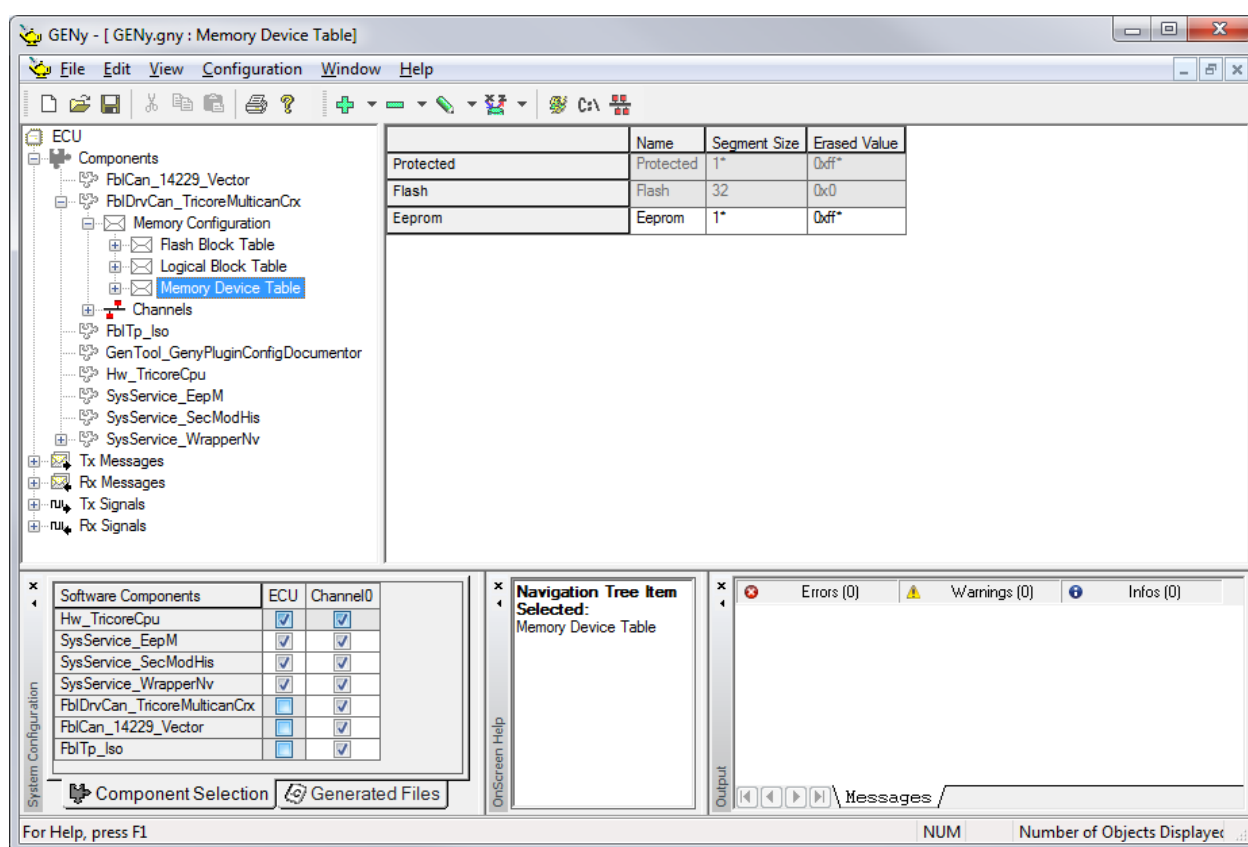 GENy - [ GENy.gny : Memory Device Table]
File Edit View Configuration Window Help
C:\
ECU
Components
FblCan_14229_Vector
FblDrvCan_TricoreMulticanCrx
Memory Configuration
Flash Block Table
Logical Block Table
Memory Device Table
Channels
FblTp_Iso
GenTool_GenyPluginConfigDocumentor
Hw_TricoreCpu
SysService_EepM
SysService_SecModHis
SysService_WrapperNv
Tx Messages
Rx Messages
Tx Signals
Rx Signals
Name Segment Size Erased Value
Protected Protected 1* 0xff*
Flash Flash 32 0x0
Eeprom Eeprom 1* 0xff*
System Configuration
Software Components ECU Channel0
Hw_TricoreCpu
SysService_EepM
SysService_SecModHis
SysService_WrapperNv
FblDrvCan_TricoreMulticanCrx
FblCan_14229_Vector
FblTp_Iso
Component Selection Generated Files
OnScreen Help
Navigation Tree Item
Selected:
Memory Device Table
Output
Errors (0) Warnings (0) Infos (0)
Messages
For Help, press F1 NUM Number of Objects Displayed